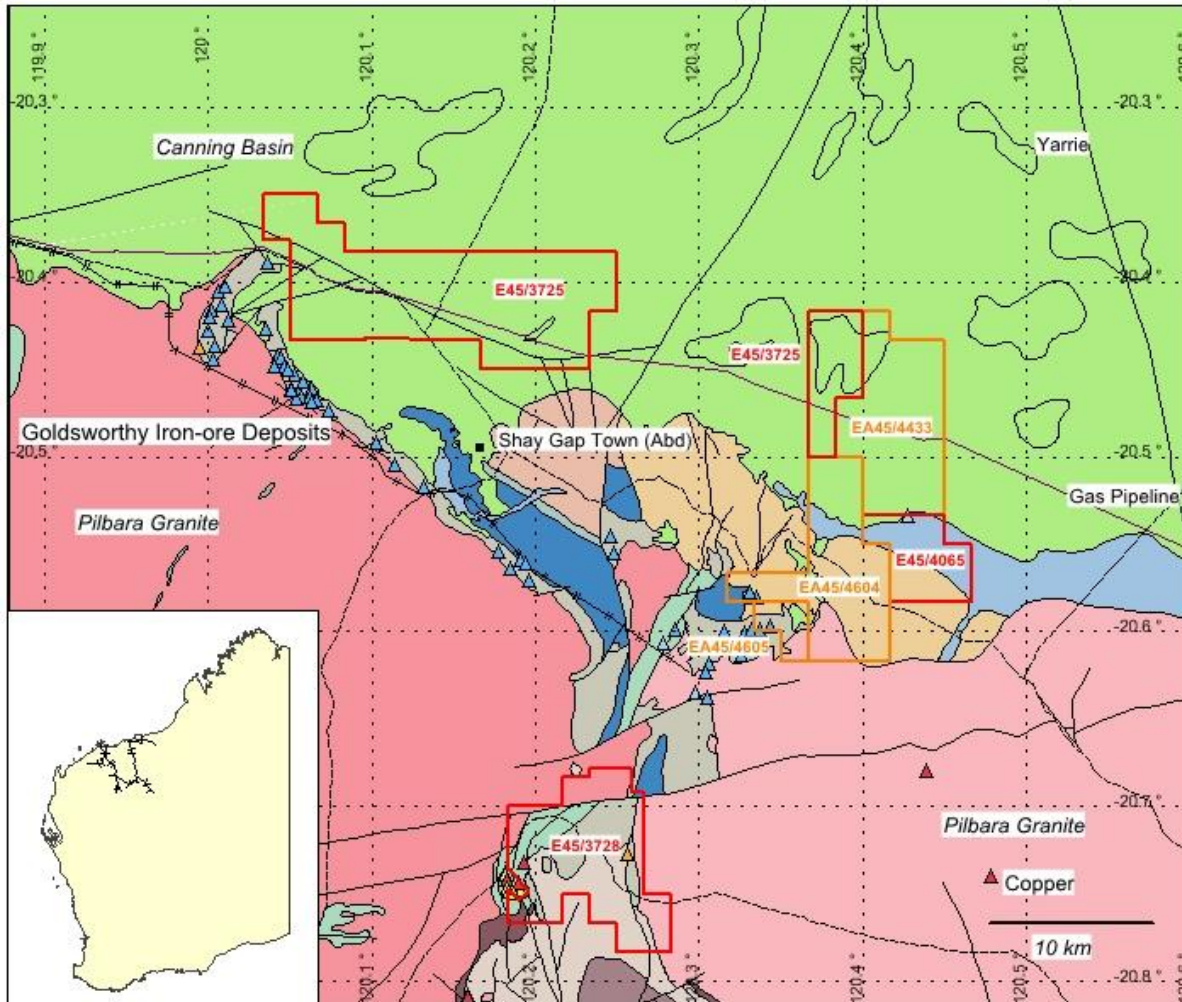 119.9 °
120 °
120.1 °
120.2 °
120.3 °
120.4 °
120.5 °
-20.3 °
-20.3 °
Canning Basin
Yarrie
-20.4 °
-20.4 °
E45/3725
E45/3725
EA45/4433
Goldsworthy Iron-ore Deposits
Shay Gap Town (Abd)
-20.5 °
-20.5 °
Gas Pipeline
Pilbara Granite
E45/4065
EA45/4604
-20.6 °
EA45/4605
-20.7 °
Pilbara Granite
E45/3728
Copper
10 km
-20.8 °
120.1 °
120.2 °
120.3 °
120.4 °
120.5 °